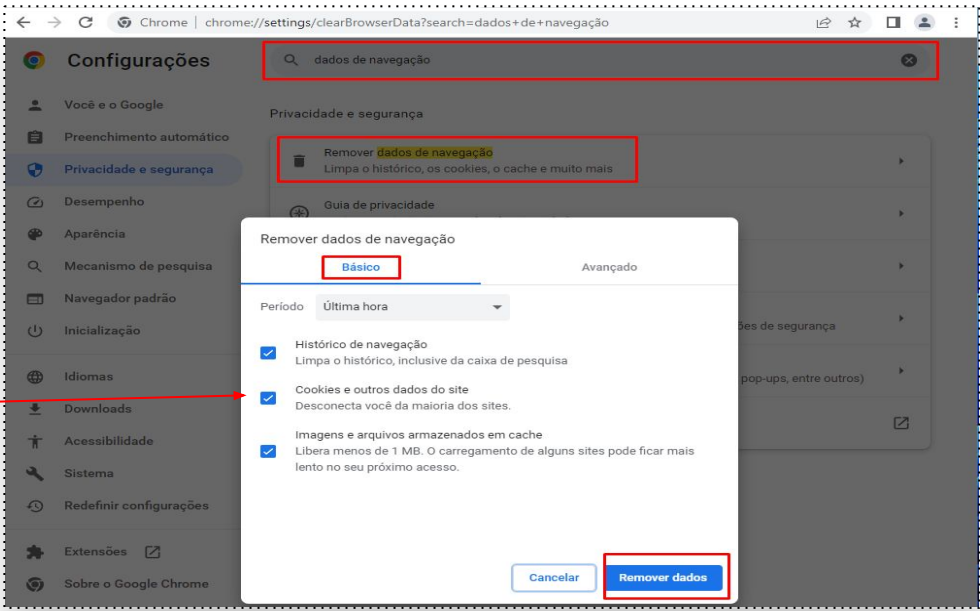 Chrome | chrome://settings/clearBrowserData?search=dados+de+navegação
Configurações
dados de navegação
Você e o Google
Preenchimento automático
Privacidade e segurança
Desempenho
Aparência
Mecanismo de pesquisa
Navegador padrão
Inicialização
Idiomas
Downloads
Acessibilidade
Sistema
Redefinir configurações
Extensões
Sobre o Google Chrome
Privacidade e segurança
Remover dados de navegação
Limpa o histórico, os cookies, o cache e muito mais
Guia de privacidade
de segurança
pop-ups, entre outros)
Remover dados de navegação
Básico
Avançado
Período Última hora
Histórico de navegação
Limpa o histórico, inclusive da caixa de pesquisa
Cookies e outros dados do site
Desconecta você da maioria dos sites.
Imagens e arquivos armazenados em cache
Libera menos de 1 MB. O carregamento de alguns sites pode ficar mais
lento no seu próximo acesso.
Cancelar
Remover dados